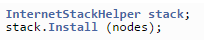 InternetStackHelper stack;
stack.Install (nodes);